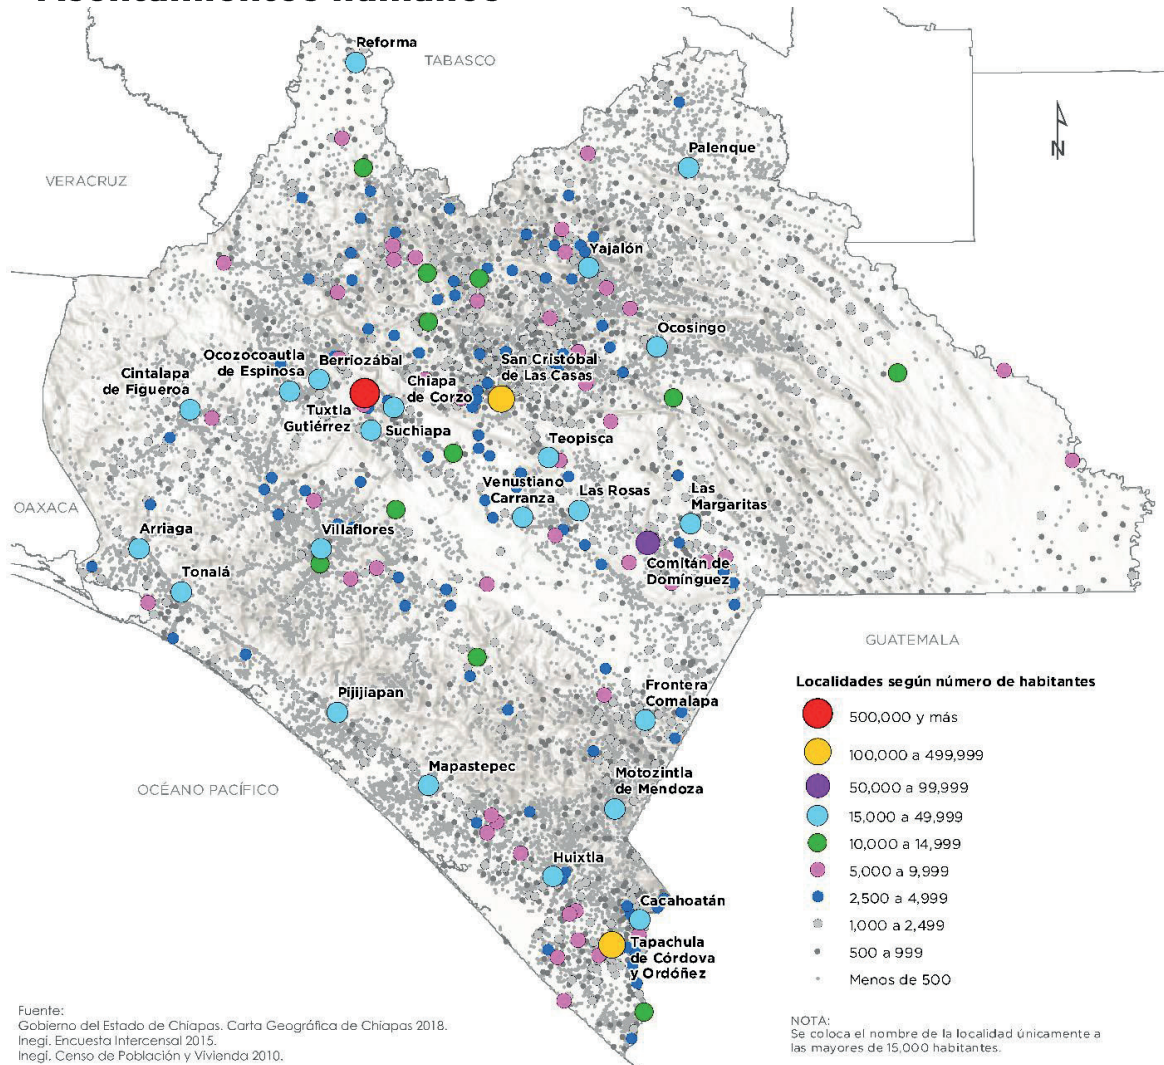 Asentamientos humanos
Reforma
TABASCO
Palenque
N
VERACRUZ
Yajalón
Ocosingo
Ocozocoautla
de Espinosa
Berriozábal
San Cristóbal
de Las Casas
Cintalapa
de Figueroa
Chiapa
de Corzo
Tuxtla
Gutiérrez
Suchiapa
Teopisca
Venustiano
Carranza
Las Rosas
Las
Margaritas
OAXACA
Arriaga
Villaflores
Comitán de
Domínguez
Tonalá
GUATEMALA
Localidades según número de habitantes
500,000 y más
100,000 a 499,999
50,000 a 99,999
15,000 a 49,999
10,000 a 14,999
5,000 a 9,999
2,500 a 4,999
1,000 a 2,499
500 a 999
Menos de 500
Pijijiapan
Frontera
Comalapa
Mapastepec
Motozintla
de Mendoza
OCÉANO PACÍFICO
Huixtla
Cacahoatán
Tapachula
de Córdova
y Ordóñez
Fuente:
Gobierno del Estado de Chiapas. Carta Geográfica de Chiapas 2018.
Inegi. Encuesta Intercensal 2015.
Inegi. Censo de Población y Vivienda 2010.
NOTA:
Se coloca el nombre de la localidad únicamente a
las mayores de 15,000 habitantes.